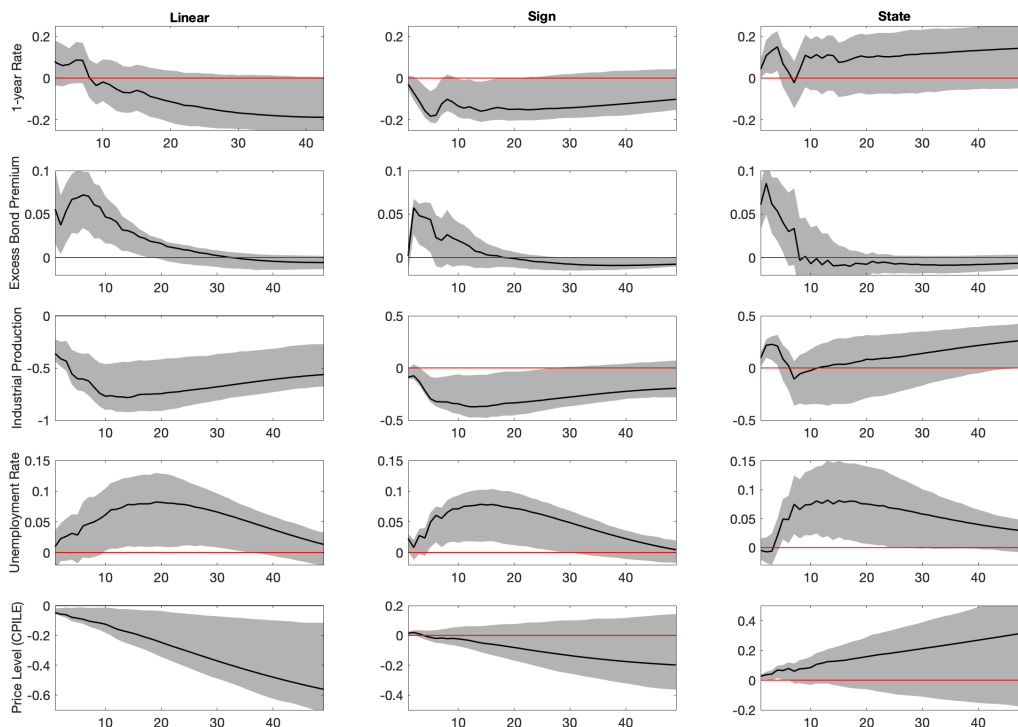 Linear Sign State
1-year Rate
0.2 0 -0.2
10 20 30 40
0.2 0 -0.2
10 20 30 40
0.2 0 -0.2
10 20 30 40
Excess Bond Premium
0.1 0.05 0
10 20 30 40
0.1 0.05 0
10 20 30 40
0.1 0.05 0
10 20 30 40
Industrial Production
0 -0.5 -1
10 20 30 40
0.5 0 -0.5
10 20 30 40
0.5 0 -0.5
10 20 30 40
Unemployment Rate
0.15 0.1 0.05 0
10 20 30 40
0.15 0.1 0.05 0
10 20 30 40
0.15 0.1 0.05 0
10 20 30 40
Price Level (CPILE)
0 -0.2 -0.4 -0.6
10 20 30 40
0.2 0 -0.2 -0.4
10 20 30 40
0.4 0.2 0 -0.2
10 20 30 40